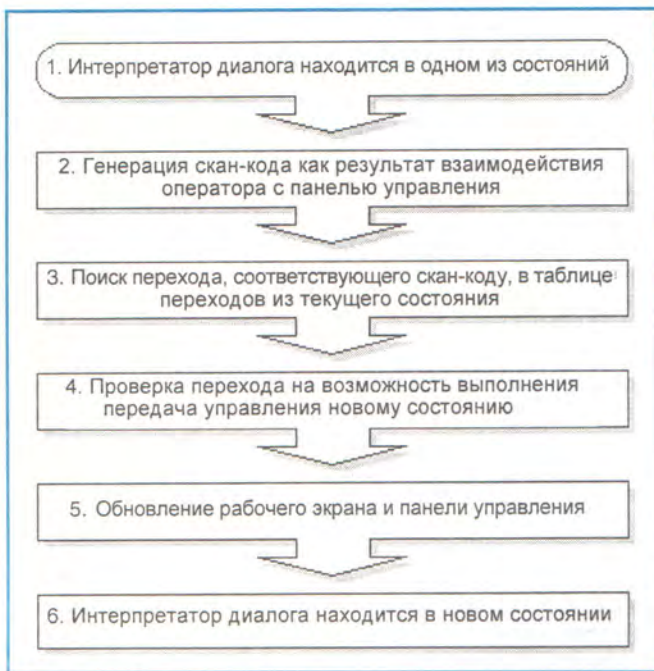 1. Интерпретатор диалога находится в одном из состояний
2. Генерация скан-кода как результат взаимодействия
оператора с панелью управления
3. Поиск перехода, соответствующего скан-коду, в таблице
переходов из текущего состояния
4. Проверка перехода на возможность выполнения
передача управления новому состоянию
5. Обновление рабочего экрана и панели управления
6. Интерпретатор диалога находится в новом состоянии